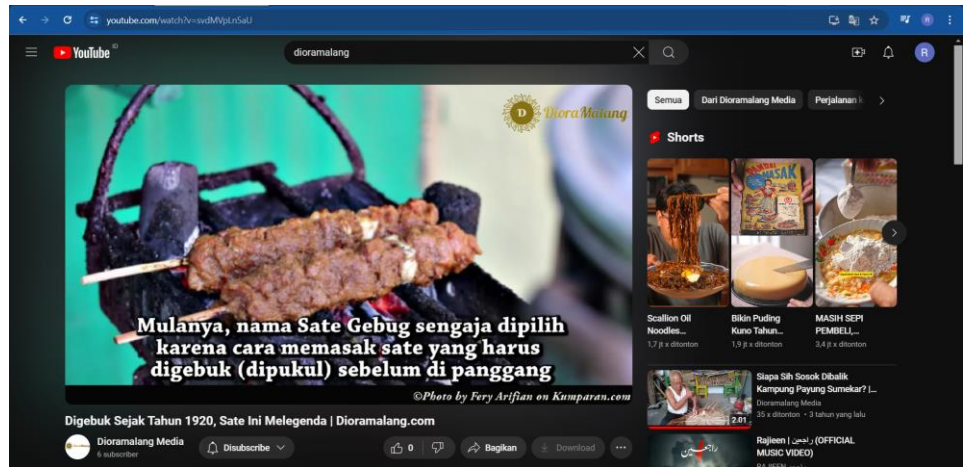 youtube.com/watch?v=svdMVpLn5aU
R
YouTube ID
dioramalang
R
D DioraMalang
Mulanya, nama Sate Gebug sengaja dipilih
karena cara memasak sate yang harus
digebuk (dipukul) sebelum di panggang
©Photo by Fery Arifian on Kumparan.com
Digebuk Sejak Tahun 1920, Sate Ini Melegenda | Dioramalang.com
Dioramalang Media
6 subscriber
Disubscribe
0
Bagikan
Download
Semua
Dari Dioramalang Media
Perjalanan
Shorts
MASAK
Scallion Oil
Noodles...
1,7 jt x ditonton
Bikin Puding
Kuno Tahun...
1,9 jt x ditonton
MASIH SEPI
PEMBELI,...
3,4 jt x ditonton
2.01
Siapa Sih Sosok Dibalik
Kampung Payung Sumekar? |...
Dioramalang Media
35 x ditonton • 3 tahun yang lalu
راجعين
Rajieen | راجعين (OFFICIAL
MUSIC VIDEO)